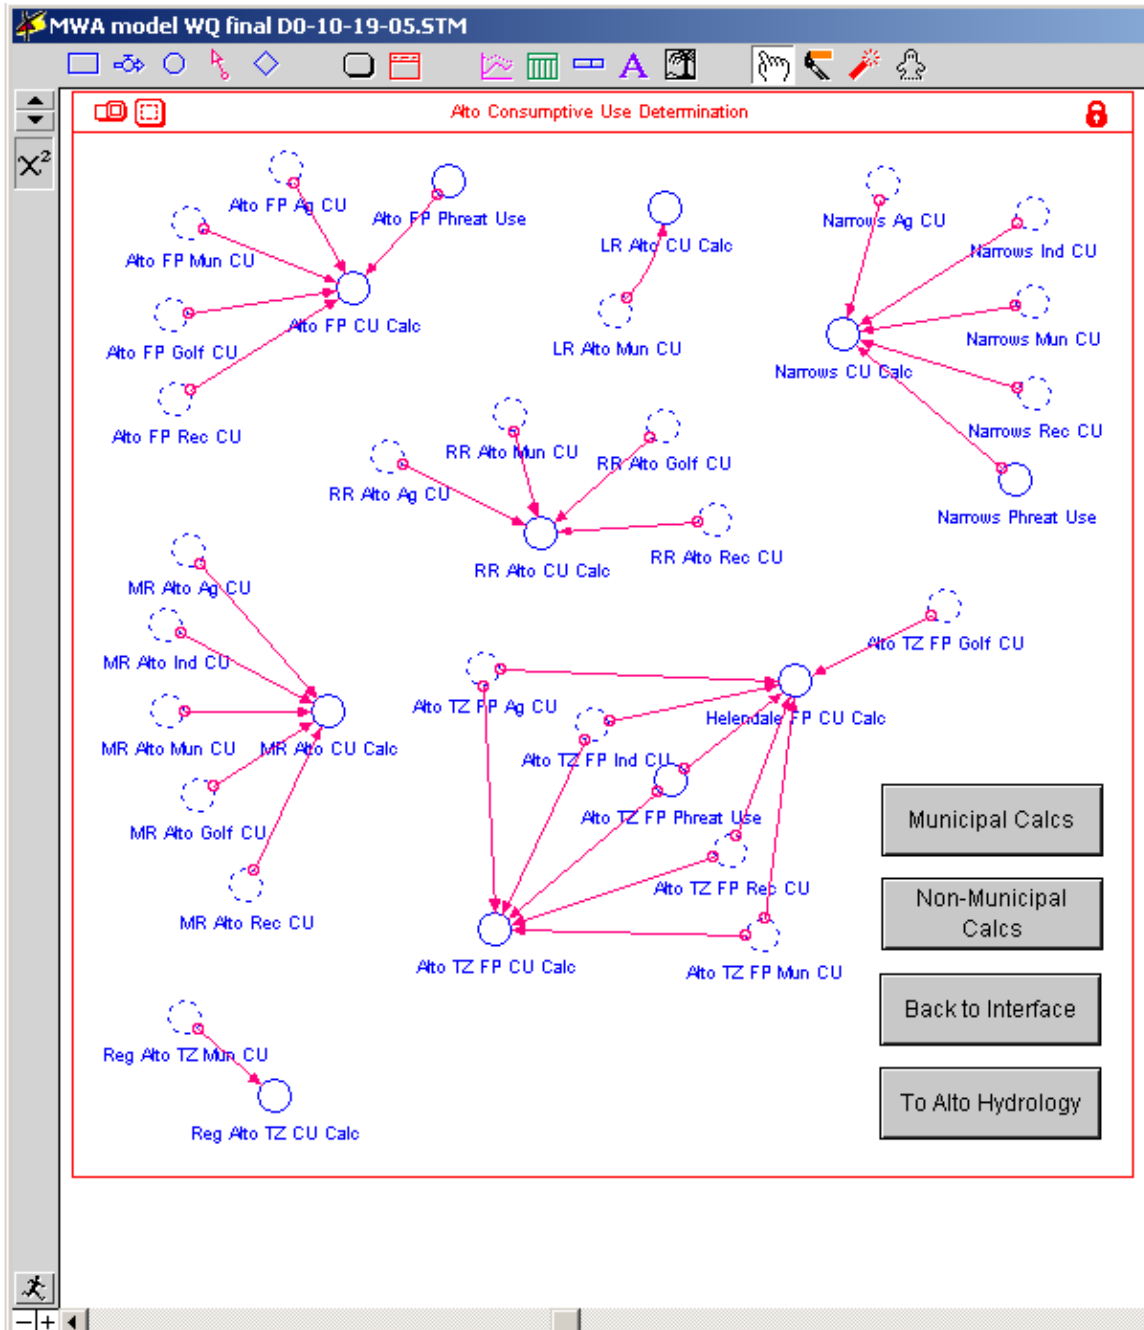 MWA model WQ final D0-10-19-05.STM
A
Alto Consumptive Use Determination
X²
Alto FP Ag CU
Alto FP Phreat Use
Alto FP Mun CU
Alto FP CU Calc
Alto FP Golf CU
Alto FP Rec CU
LR Alto CU Calc
LR Alto Mun CU
Narrows Ag CU
Narrows Ind CU
Narrows Mun CU
Narrows CU Calc
Narrows Rec CU
Narrows Phreat Use
RR Alto Mun CU
RR Alto Golf CU
RR Alto Ag CU
RR Alto Rec CU
RR Alto CU Calc
MR Alto Ag CU
MR Alto Ind CU
MR Alto Mun CU
MR Alto CU Calc
MR Alto Golf CU
MR Alto Rec CU
Alto TZ FP Golf CU
Alto TZ FP Ag CU
Helendale FP CU Calc
Alto TZ FP Ind CU
Alto TZ FP Phreat Use
Alto TZ FP Rec CU
Alto TZ FP CU Calc
Alto TZ FP Mun CU
Reg Alto TZ Mun CU
Reg Alto TZ CU Calc
Municipal Calcs
Non-Municipal
Calcs
Back to Interface
To Alto Hydrology